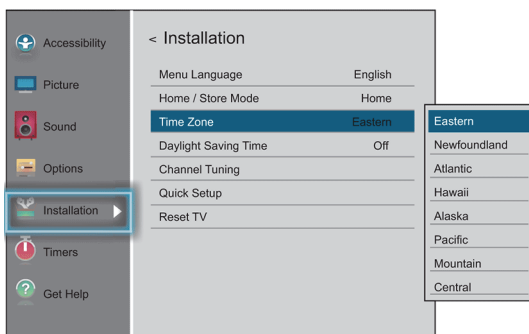 Accessibility
Picture
Sound
Options
Installation
Timers
Get Help
< Installation
Menu Language English
Home / Store Mode Home
Time Zone Eastern
Daylight Saving Time Off
Channel Tuning
Quick Setup
Reset TV
Eastern
Newfoundland
Atlantic
Hawaii
Alaska
Pacific
Mountain
Central